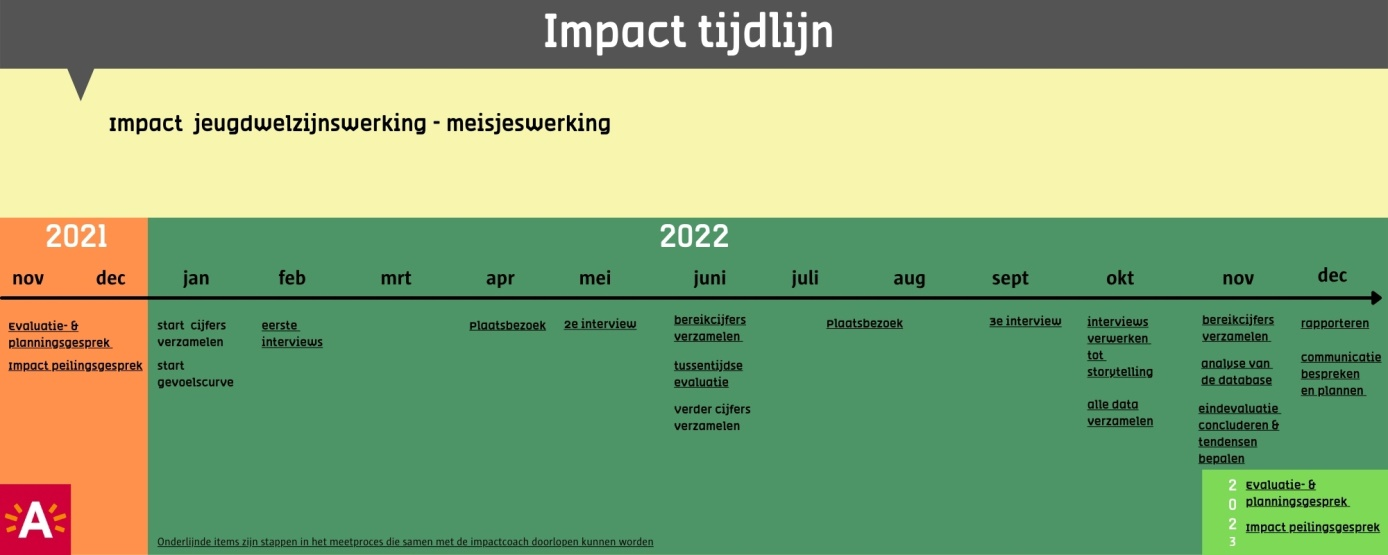 Impact tijdlijn
Impact jeugdwelzijnswerking - meisjeswerking
2021
2022
nov
dec
jan
feb
mrt
apr
mei
juni
juli
aug
sept
okt
nov
dec
Evaluatie- &
planningsgesprek
Impact peilingsgesprek
start cijfers
verzamelen
start
gevoelscurve
eerste
interviews
Plaatsbezoek
2e interview
bereikcijfers
verzamelen
tussentijdse
evaluatie
verder cijfers
verzamelen
Plaatsbezoek
3e interview
interviews
verwerken
tot
storytelling
alle data
verzamelen
bereikcijfers
verzamelen
analyse van
de database
eindevaluatie
concluderen &
tendensen
bepalen
rapporteren
communicatie
bespreken
en plannen
2023
Evaluatie- &
planningsgesprek
Impact peilingsgesprek
A
Onderlijnde items zijn stappen in het meetproces die samen met de impactcoach doorlopen kunnen worden